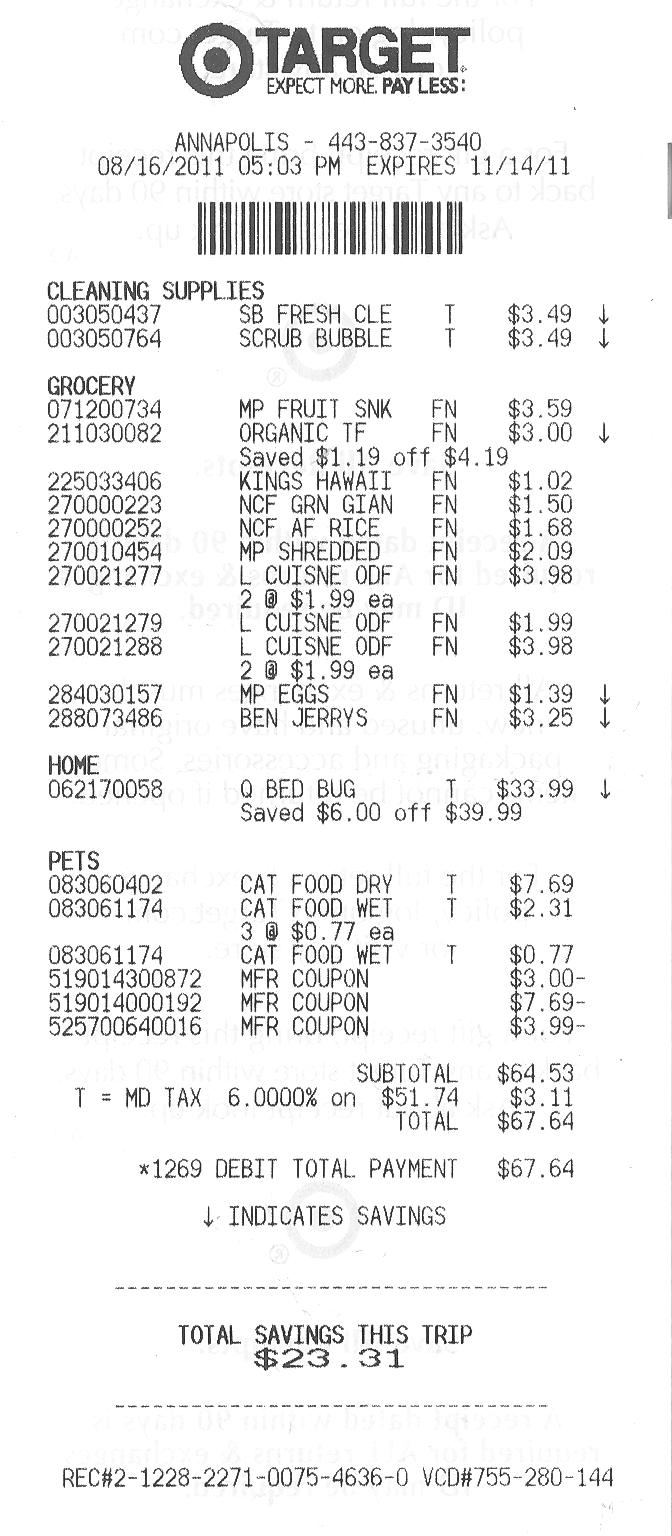 TARGET
EXPECT MORE. PAY LESS.
ANNAPOLIS - 443-837-3540
08/16/2011 05:03 PM EXPIRES 11/14/11
CLEANING SUPPLIES
003050437 SB FRESH CLE T $3.49 ↓
003050764 SCRUB BUBBLE T $3.49 ↓
GROCERY
071200734 MP FRUIT SNK FN $3.59
211030082 ORGANIC TF FN $3.00 ↓
Saved $1.19 off $4.19
225033406 KINGS HAWAII FN $1.02
270000223 NCF GRN GIAN FN $1.50
270000252 NCF AF RICE FN $1.68
270010454 MP SHREDDED FN $2.09
270021277 L CUISNE ODF FN $3.98
2 @ $1.99 ea
270021279 L CUISNE ODF FN $1.99
270021288 L CUISNE ODF FN $3.98
2 @ $1.99 ea
284030157 MP EGGS FN $1.39 ↓
288073486 BEN JERRYS FN $3.25 ↓
HOME
062170058 Q BED BUG T $33.99 ↓
Saved $6.00 off $39.99
PETS
083060402 CAT FOOD DRY T $7.69
083061174 CAT FOOD WET T $2.31
3 @ $0.77 ea
083061174 CAT FOOD WET T $0.77
519014300872 MFR COUPON $3.00-
519014000192 MFR COUPON $7.69-
525700640016 MFR COUPON $3.99-
SUBTOTAL $64.53
T = MD TAX 6.0000% on $51.74 $3.11
TOTAL $67.64
*1269 DEBIT TOTAL PAYMENT $67.64
↓ INDICATES SAVINGS
TOTAL SAVINGS THIS TRIP
$23.31
REC#2-1228-2271-0075-4636-0 VCD#755-280-144